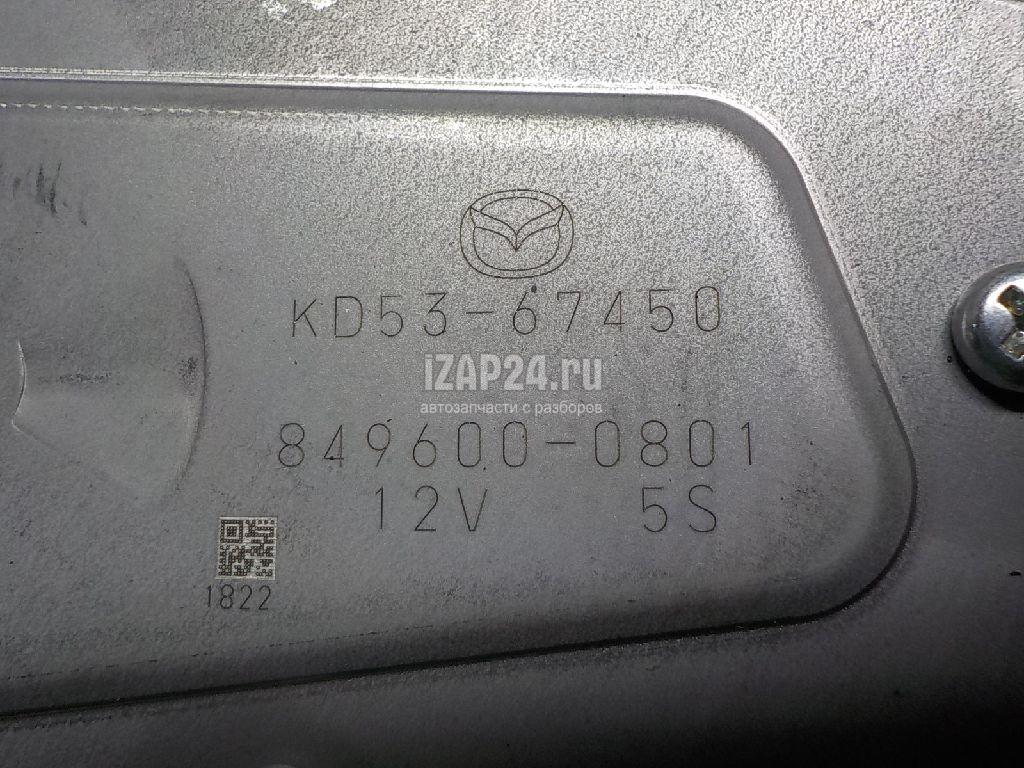 KD53-67450
iZAP24.ru
автозапчасти с разборов
849600-0801
12V 5S
1822